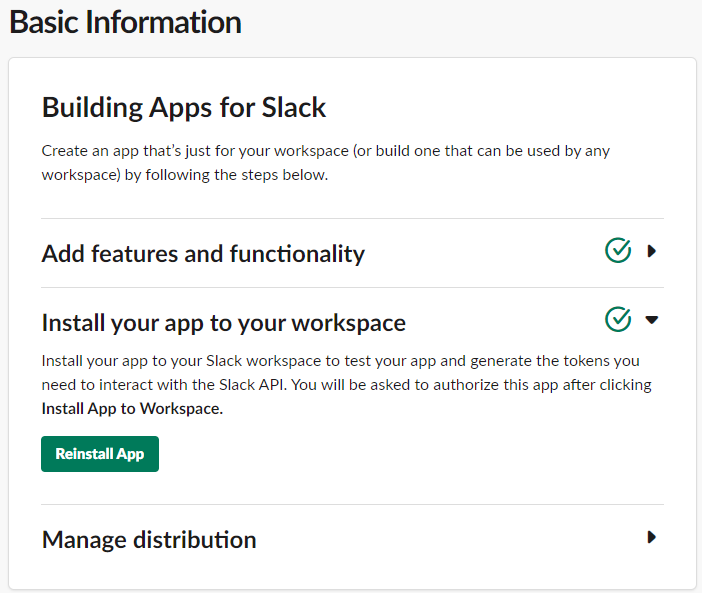 Basic Information
Building Apps for Slack
Create an app that’s just for your workspace (or build one that can be used by any
workspace) by following the steps below.
Add features and functionality
Install your app to your workspace
Install your app to your Slack workspace to test your app and generate the tokens you
need to interact with the Slack API. You will be asked to authorize this app after clicking
Install App to Workspace.
Reinstall App
Manage distribution